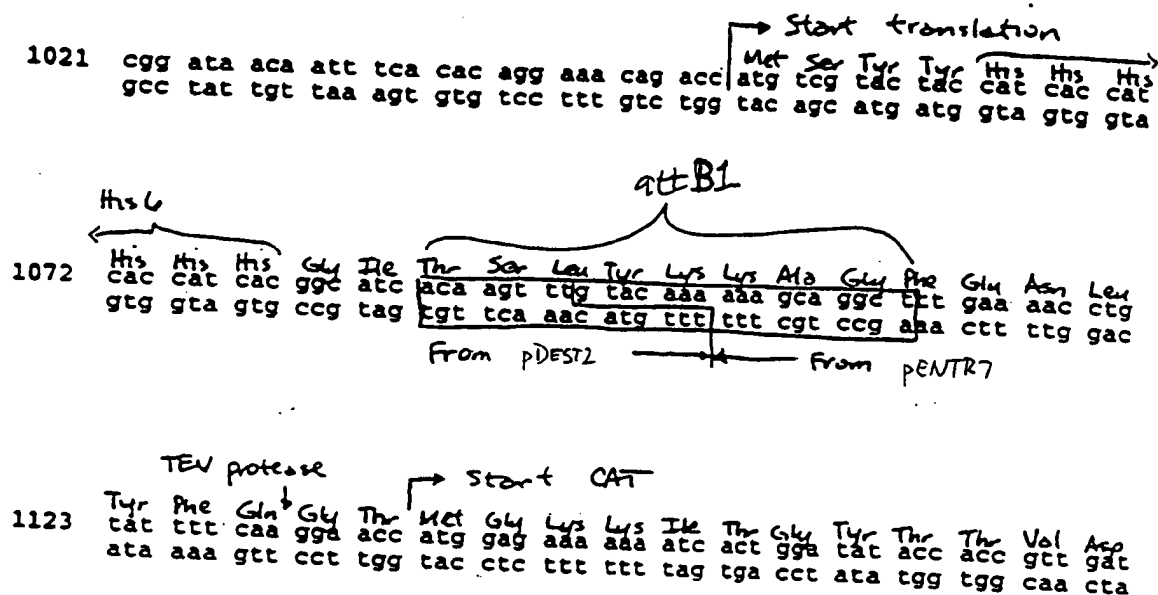 Start translation
Met Ser Tyr Tyr His His His
1021 cgg ata aca att tca cac agg aaa cag acc atg tcg tac tac cat cac cat
gcc tat tgt taa agt gtg tcc ttt gtc tgg tac agc atg atg gta gtg gta
attB1
His6
His His His Gly Ile Thr Ser Leu Tyr Lys Lys Ala Gly Phe Glu Asn Leu
1072 cac cat cac ggc atc aca agt ttg tac aaa aaa gca ggc ttt gaa aac ctg
gtg gta gtg ccg tag tgt tca aac atg ttt ttt cgt ccg aaa ctt ttg gac
From pDEST2 From pENTR7
TEV protease Start CAT
Tyr Phe Gln Gly Thr Met Gly Lys Lys Ile Thr Gly Tyr Thr Thr Val Asp
1123 tat ttt caa gga acc atg gag aaa aaa atc act gga tat acc acc gtt gat
ata aaa gtt cct tgg tac ctc ttt ttt tag tga cct ata tgg tgg caa cta